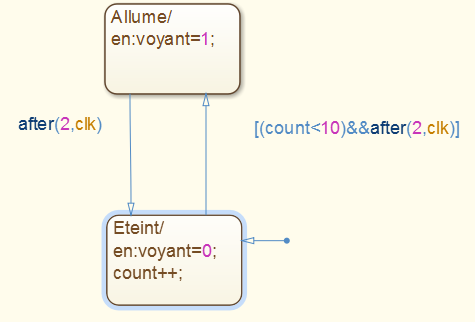 Allume/
en:voyant=1;
after(2,clk)
[(count<10)&&after(2,clk)]
Eteint/
en:voyant=0;
count++;